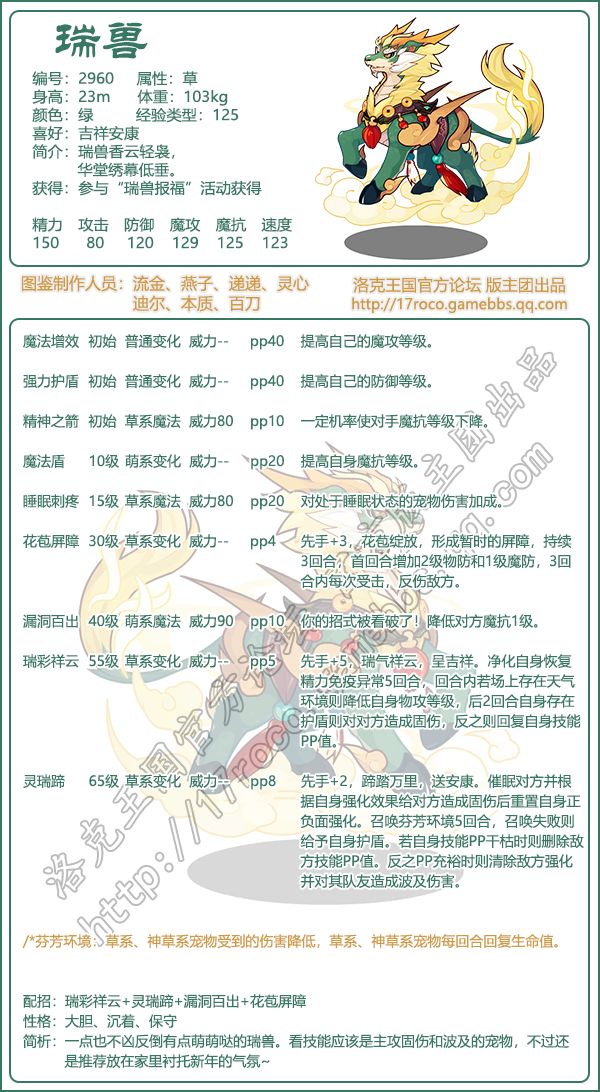 瑞兽
编号：2960 属性：草
身高：23m 体重：103kg
颜色：绿 经验类型：125
喜好：吉祥安康
简介：瑞兽香云轻袅，
华堂绣幕低垂。
获得：参与“瑞兽报福”活动获得
精力 攻击 防御 魔攻 魔抗 速度
150 80 120 129 125 123
图鉴制作人员：流金、燕子、递递、灵心
迪尔、本质、百刀
洛克王国官方论坛 版主团出品
http://17roco.gamebbs.qq.com
魔法增效 初始 普通变化 威力-- pp40 提高自己的魔攻等级。
强力护盾 初始 普通变化 威力-- pp40 提高自己的防御等级。
精神之箭 初始 草系魔法 威力80 pp10 一定机率使对手魔抗等级下降。
魔法盾 10级 萌系变化 威力-- pp20 提高自身魔抗等级。
睡眠刺疼 15级 草系魔法 威力80 pp20 对处于睡眠状态的宠物伤害加成。
花苞屏障 30级 草系变化 威力-- pp4 先手+3，花苞绽放，形成暂时的屏障，持续
3回合；首回合增加2级物防和1级魔防，3回
合内每次受击，反伤敌方。
漏洞百出 40级 萌系魔法 威力90 pp10 你的招式被看破了！降低对方魔抗1级。
瑞彩祥云 55级 草系变化 威力-- pp5 先手+5，瑞气祥云，呈吉祥。净化自身恢复
精力免疫异常5回合，回合内若场上存在天气
环境则降低自身物攻等级，后2回合自身存在
护盾则对对方造成固伤，反之则回复自身技能
PP值。
灵瑞蹄 65级 草系变化 威力-- pp8 先手+2，蹄踏万里，送安康。催眠对方并根
据自身强化效果给对方造成固伤后重置自身正
负面强化。召唤芬芳环境5回合，召唤失败则
给予自身护盾。若自身技能PP干枯时则删除敌
方技能PP值。反之PP充裕时则清除敌方强化
并对其队友造成波及伤害。
/*芬芳环境：草系、神草系宠物受到的伤害降低，草系、神草系宠物每回合回复生命值。
配招：瑞彩祥云+灵瑞蹄+漏洞百出+花苞屏障
性格：大胆、沉着、保守
简析：一点也不凶反倒有点萌萌哒的瑞兽。看技能应该是主攻固伤和波及的宠物，不过还
是推荐放在家里衬托新年的气氛~
洛克王国官方论坛 版主团出品
http://17roco.gamebbs.qq.com